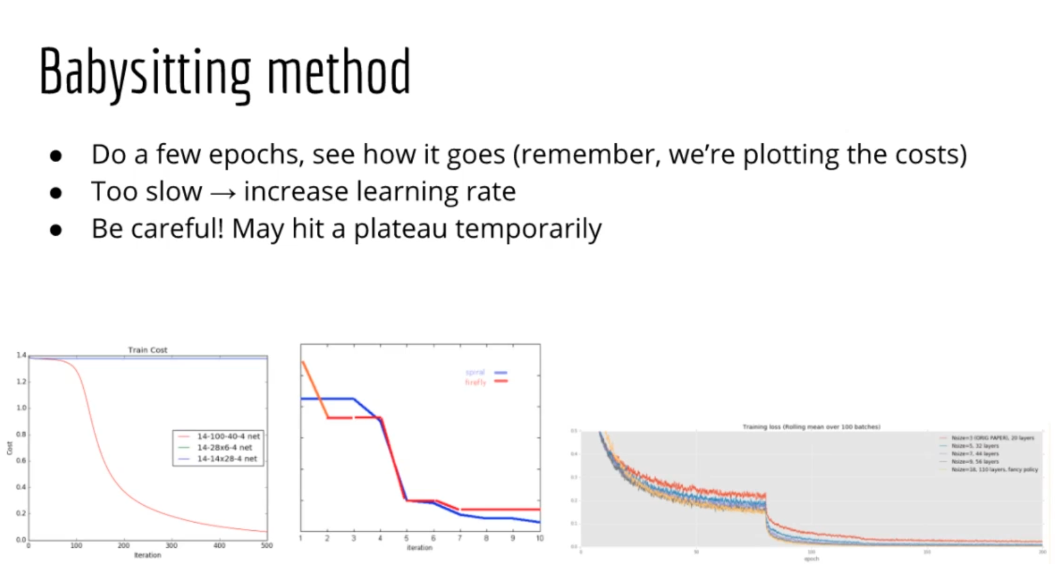 Babysitting method
● Do a few epochs, see how it goes (remember, we're plotting the costs)
● Too slow → increase learning rate
● Be careful! May hit a plateau temporarily
Train Cost
1.4
1.2
1.0
0.8
0.6
0.4
0.2
0.0
Cost
14-100-40-4 net
14-28x6-4 net
14-14x28-4 net
0 100 200 300 400 500
Iteration
spiral
firefly
1 2 3 4 5 6 7 8 9 10
Iteration
Training loss (Rolling mean over 100 batches)
20 layers
32 layers
44 layers
56 layers
110 layers, fancy policy
epoch